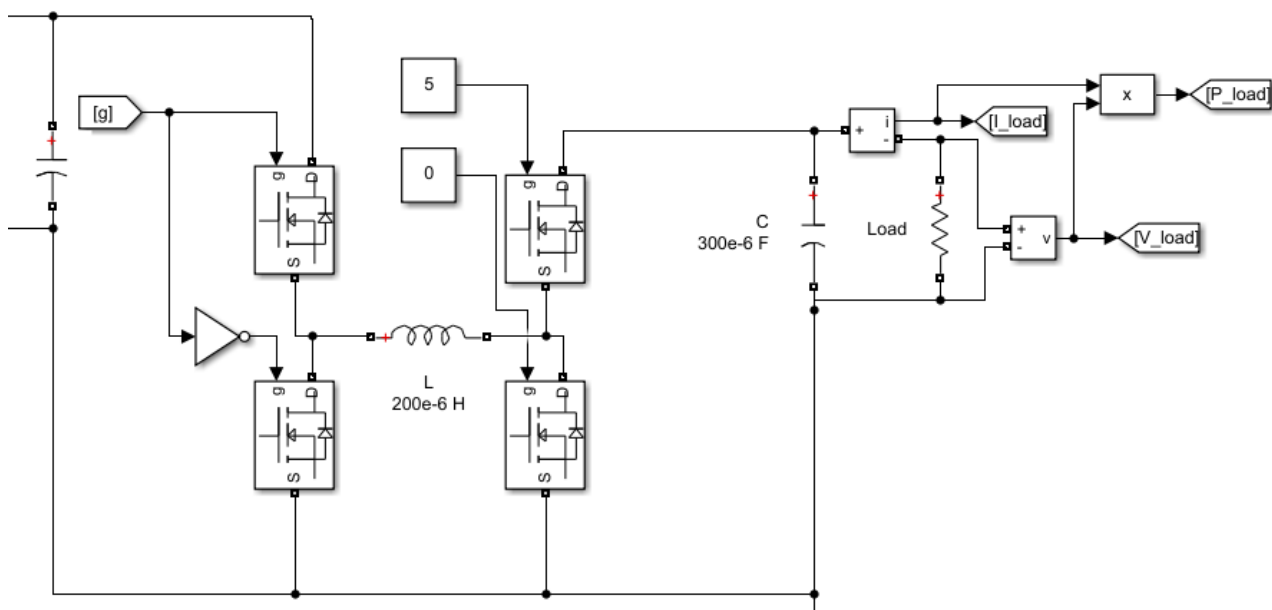 [g]
5
0
g
D
S
g
D
S
g
D
S
g
D
S
L
200e-6 H
C
300e-6 F
+
i
-
[I_load]
x
[P_load]
Load
+
-
v
[V_load]